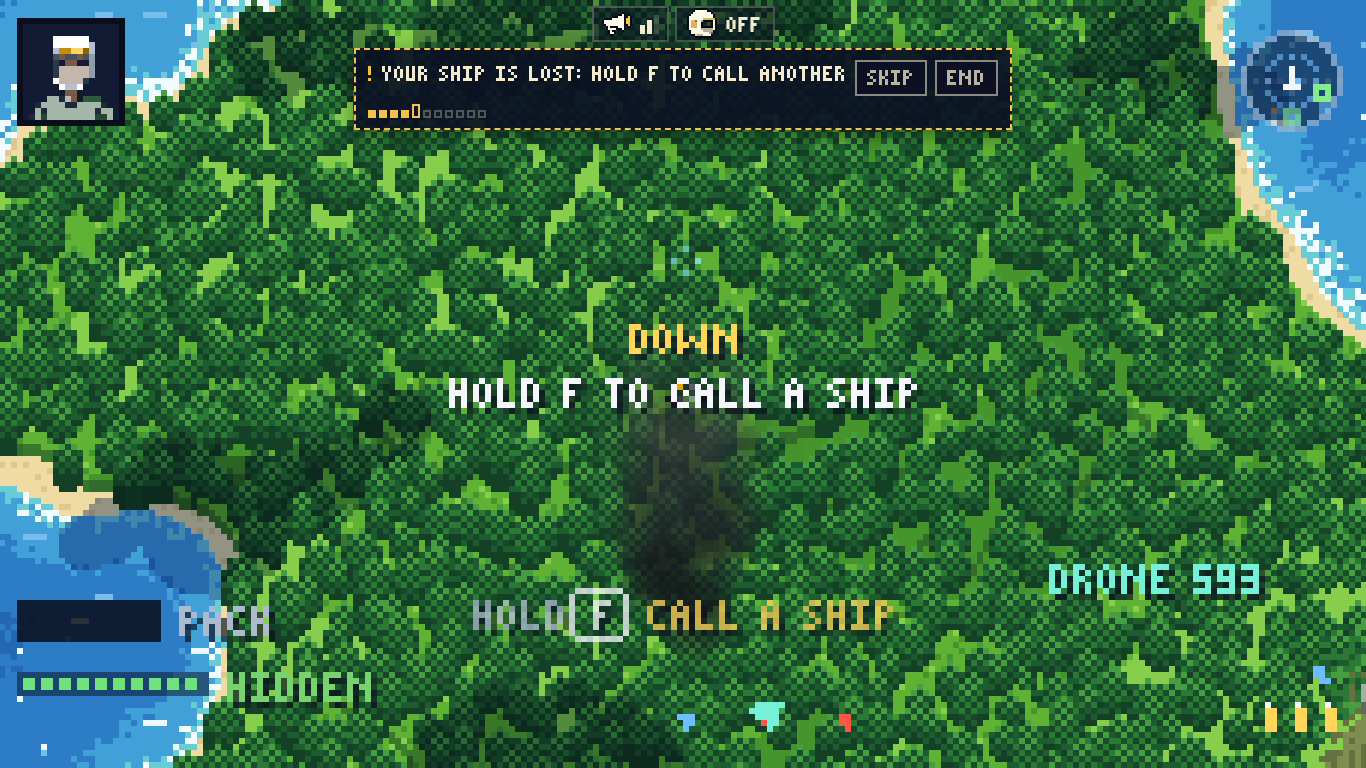 OFF
! YOUR SHIP IS LOST: HOLD F TO CALL ANOTHER
SKIP
END
DOWN
HOLD F TO CALL A SHIP
DRONE 593
HOLD F CALL A SHIP
PACK
HIDDEN